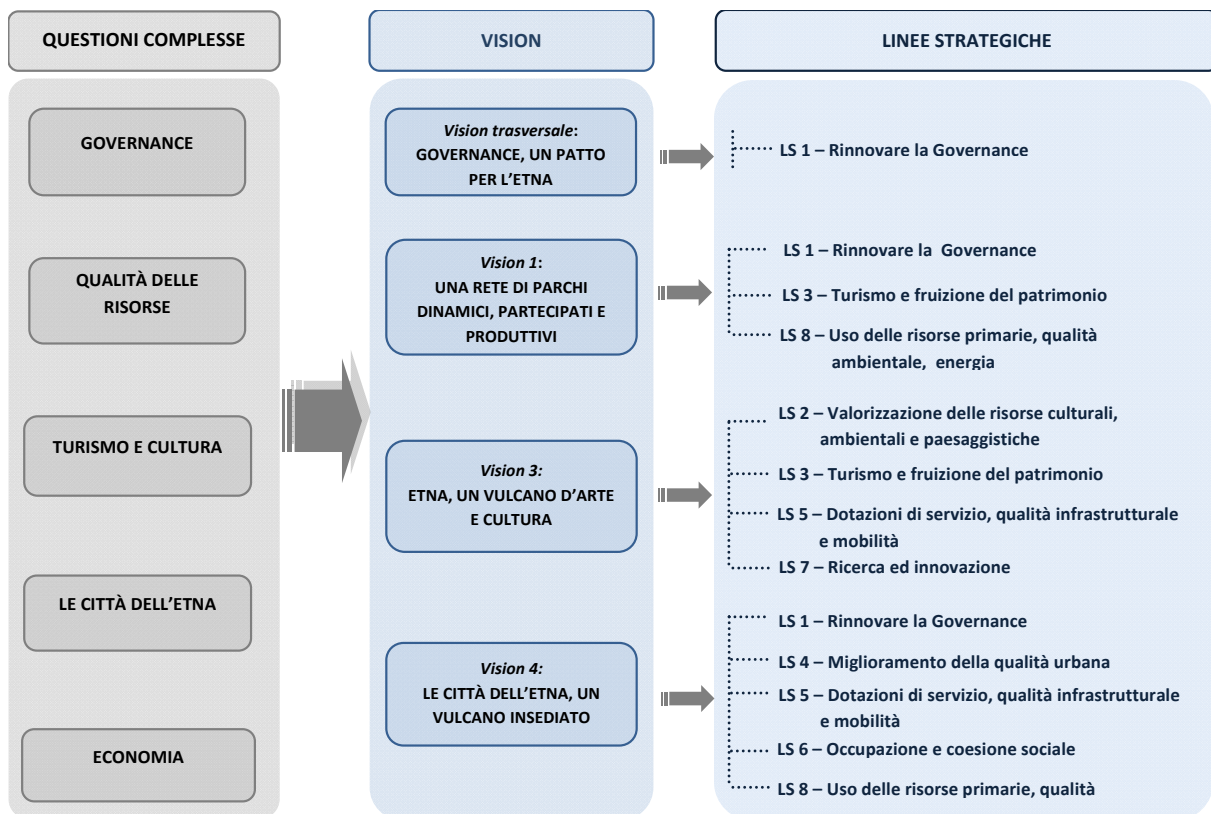 QUESTIONI COMPLESSE
GOVERNANCE
QUALITÀ DELLE
RISORSE
TURISMO E CULTURA
LE CITTÀ DELL’ETNA
ECONOMIA
VISION
Vision trasversale:
GOVERNANCE, UN PATTO
PER L’ETNA
Vision 1:
UNA RETE DI PARCHI
DINAMICI, PARTECIPATI E
PRODUTTIVI
Vision 3:
ETNA, UN VULCANO D’ARTE
E CULTURA
Vision 4:
LE CITTÀ DELL’ETNA, UN
VULCANO INSEDIATO
LINEE STRATEGICHE
LS 1 – Rinnovare la Governance
LS 1 – Rinnovare la Governance
LS 3 – Turismo e fruizione del patrimonio
LS 8 – Uso delle risorse primarie, qualità
ambientale, energia
LS 2 – Valorizzazione delle risorse culturali,
ambientali e paesaggistiche
LS 3 – Turismo e fruizione del patrimonio
LS 5 – Dotazioni di servizio, qualità infrastrutturale
e mobilità
LS 7 – Ricerca ed innovazione
LS 1 – Rinnovare la Governance
LS 4 – Miglioramento della qualità urbana
LS 5 – Dotazioni di servizio, qualità infrastrutturale
e mobilità
LS 6 – Occupazione e coesione sociale
LS 8 – Uso delle risorse primarie, qualità